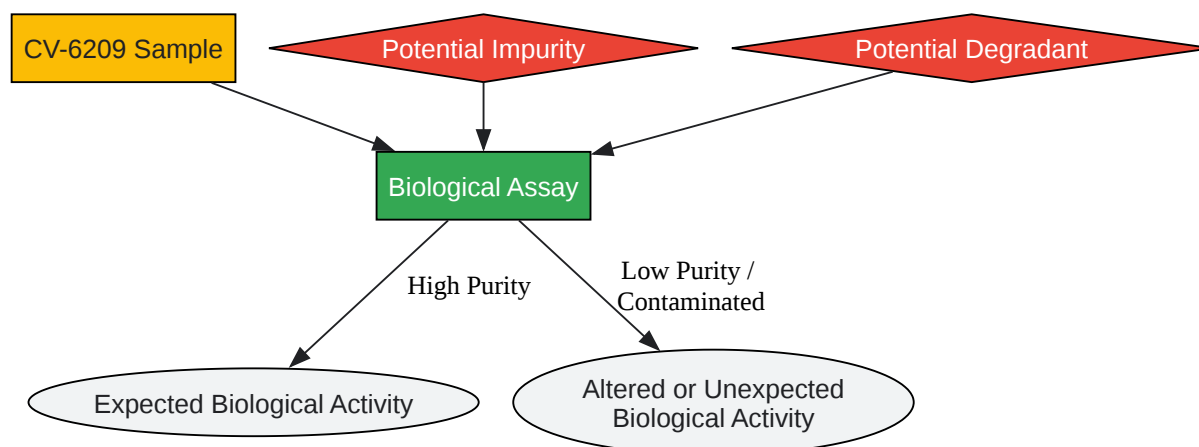 CV-6209 Sample
Potential Impurity
Potential Degradant
Biological Assay
High Purity
Low Purity /
Contaminated
Expected Biological Activity
Altered or Unexpected
Biological Activity